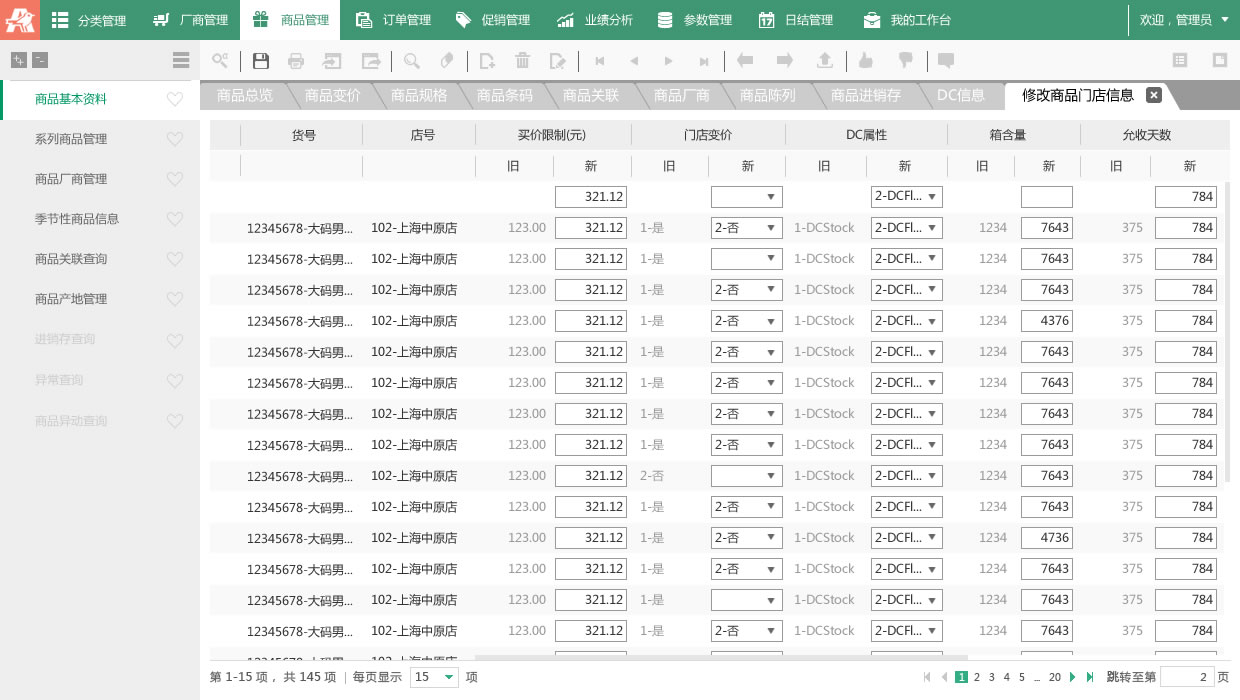 分类管理 厂商管理 商品管理 订单管理 促销管理 业绩分析 参数管理 日结管理 我的工作台 欢迎，管理员
商品总览 商品变价 商品规格 商品条码 商品关联 商品厂商 商品陈列 商品进销存 DC信息 修改商品门店信息
商品基本资料
系列商品管理
商品厂商管理
季节性商品信息
商品关联查询
商品产地管理
进销存查询
异常查询
商品异动查询
货号 店号 买价限制(元) 门店变价 DC属性 箱含量 允收天数
旧 新 旧 新 旧 新 旧 新 旧 新
321.12 2-DCFl... 784
12345678-大码男... 102-上海中原店 123.00 321.12 1-是 2-否 1-DCStock 2-DCFl... 1234 7643 375 784
12345678-大码男... 102-上海中原店 123.00 321.12 1-是 1-DCStock 2-DCFl... 1234 7643 375 784
12345678-大码男... 102-上海中原店 123.00 321.12 1-是 2-否 1-DCStock 2-DCFl... 1234 7643 375 784
12345678-大码男... 102-上海中原店 123.00 321.12 1-是 2-否 1-DCStock 2-DCFl... 1234 4376 375 784
12345678-大码男... 102-上海中原店 123.00 321.12 1-是 2-否 1-DCStock 2-DCFl... 1234 7643 375 784
12345678-大码男... 102-上海中原店 123.00 321.12 1-是 2-否 1-DCStock 2-DCFl... 1234 7643 375 784
12345678-大码男... 102-上海中原店 123.00 321.12 1-是 2-否 1-DCStock 2-DCFl... 1234 7643 375 784
12345678-大码男... 102-上海中原店 123.00 321.12 1-是 2-否 1-DCStock 2-DCFl... 1234 7643 375 784
12345678-大码男... 102-上海中原店 123.00 321.12 2-否 1-DCStock 2-DCFl... 1234 7643 375 784
12345678-大码男... 102-上海中原店 123.00 321.12 1-是 2-否 1-DCStock 2-DCFl... 1234 7643 375 784
12345678-大码男... 102-上海中原店 123.00 321.12 1-是 2-否 1-DCStock 2-DCFl... 1234 4736 375 784
12345678-大码男... 102-上海中原店 123.00 321.12 1-是 2-否 1-DCStock 2-DCFl... 1234 7643 375 784
12345678-大码男... 102-上海中原店 123.00 321.12 1-是 1-DCStock 2-DCFl... 1234 7643 375 784
12345678-大码男... 102-上海中原店 123.00 321.12 1-是 2-否 1-DCStock 2-DCFl... 1234 7643 375 784
第 1-15 项，共 145 项 | 每页显示 15 项 1 2 3 4 5 ... 20 跳转至第 2 页